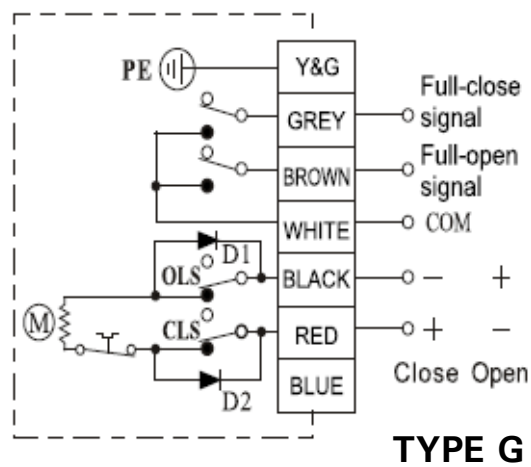 PE Y&G
Full-close
GREY signal
Full-open
BROWN signal
WHITE COM
D1
OLS BLACK − +
M CLS RED + −
Close Open
D2 BLUE
TYPE G